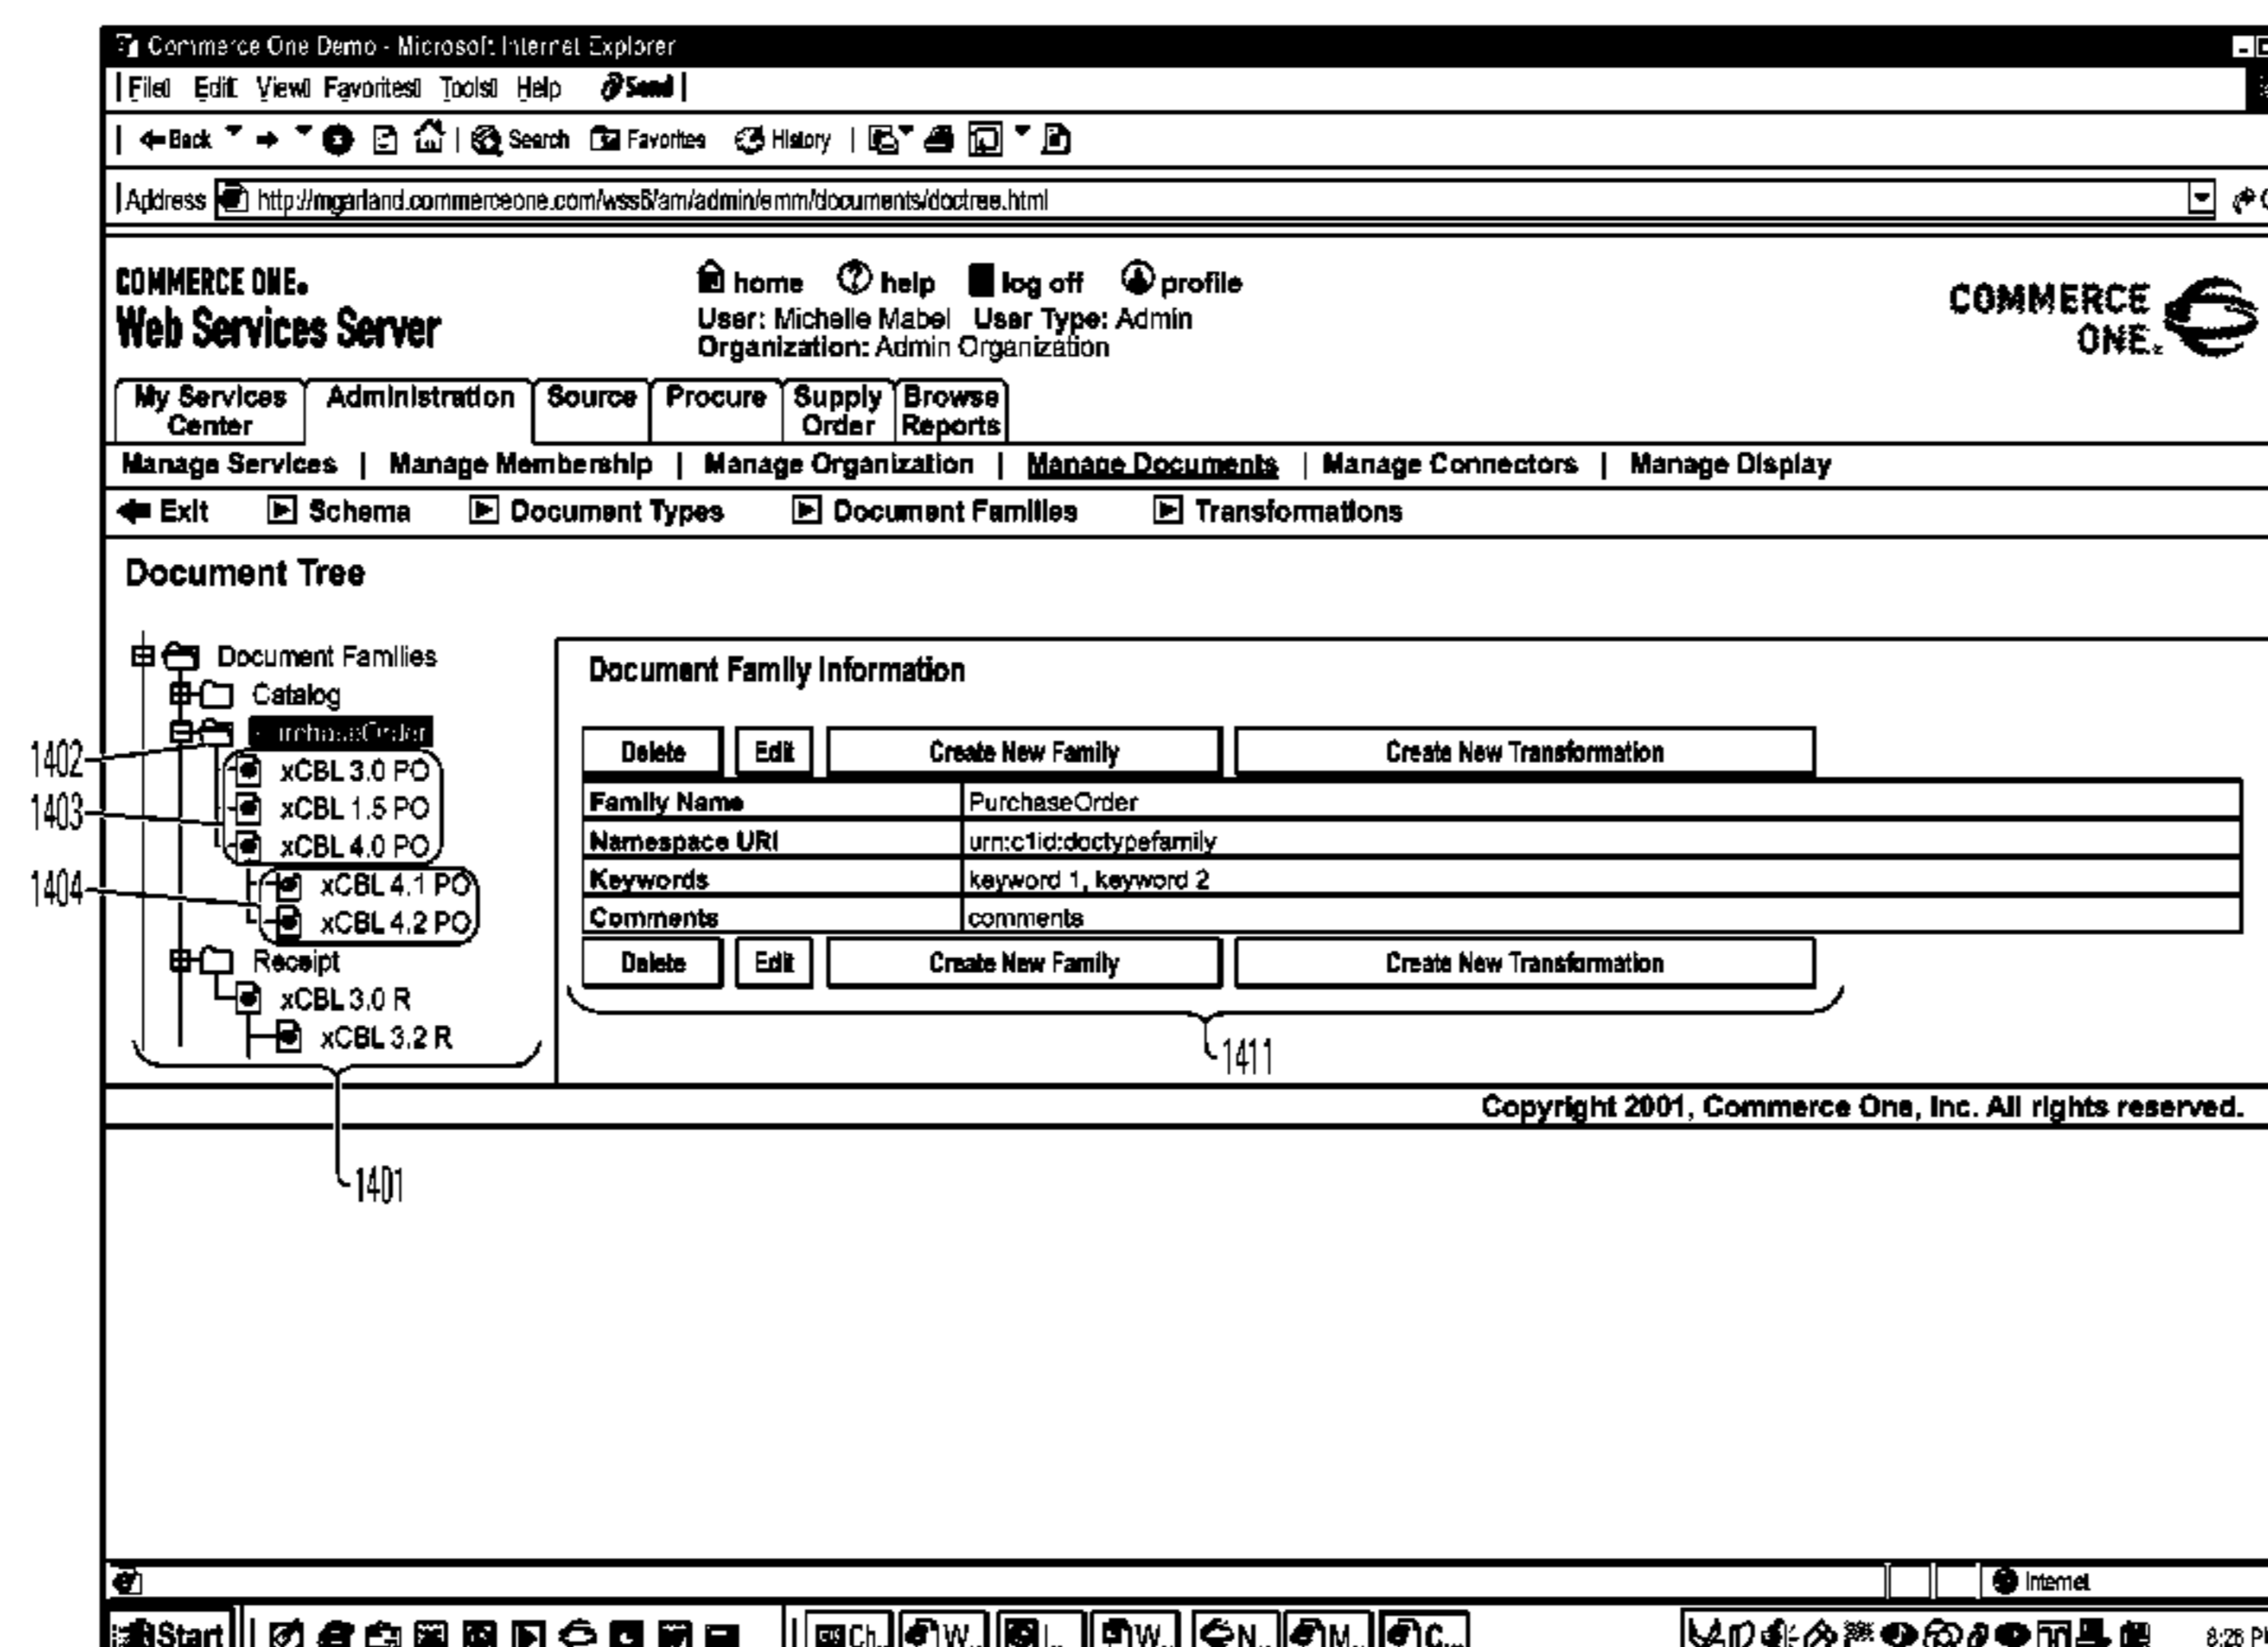 Commerce One Demo - Microsoft Internet Explorer
File Edit View Favorites Tools Help Send
Back Search Favorites History
Address http://mgarland.commerceone.com/wss6/am/admin/emm/documents/doctree.html
COMMERCE ONE.
Web Services Server
home help log off profile
User: Michelle Mabel User Type: Admin
Organization: Admin Organization
COMMERCE
ONE.
My Services Center Administration Source Procure Supply Order Browse Reports
Manage Services | Manage Membership | Manage Organization | Manage Documents | Manage Connectors | Manage Display
Exit Schema Document Types Document Families Transformations
Document Tree
Document Families
Catalog
PurchaseOrder
1402
xCBL 3.0 PO
1403
xCBL 1.5 PO
xCBL 4.0 PO
1404
xCBL 4.1 PO
xCBL 4.2 PO
Receipt
xCBL 3.0 R
xCBL 3.2 R
1401
Document Family Information
Delete Edit Create New Family Create New Transformation
Family Name PurchaseOrder
Namespace URI urn:c1id:doctypefamily
Keywords keyword 1, keyword 2
Comments comments
Delete Edit Create New Family Create New Transformation
1411
Copyright 2001, Commerce One, Inc. All rights reserved.
Internet
Start Ch.. W.. W.. N.. M.. C...
8:26 P